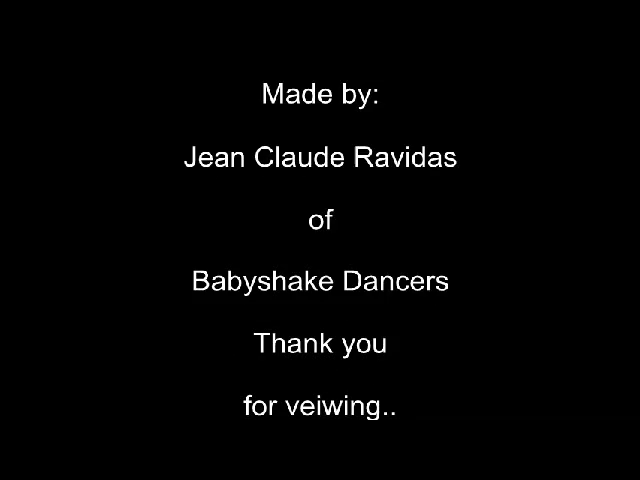 Made by:
Jean Claude Ravidas
of
Babyshake Dancers
Thank you
for veiwing..